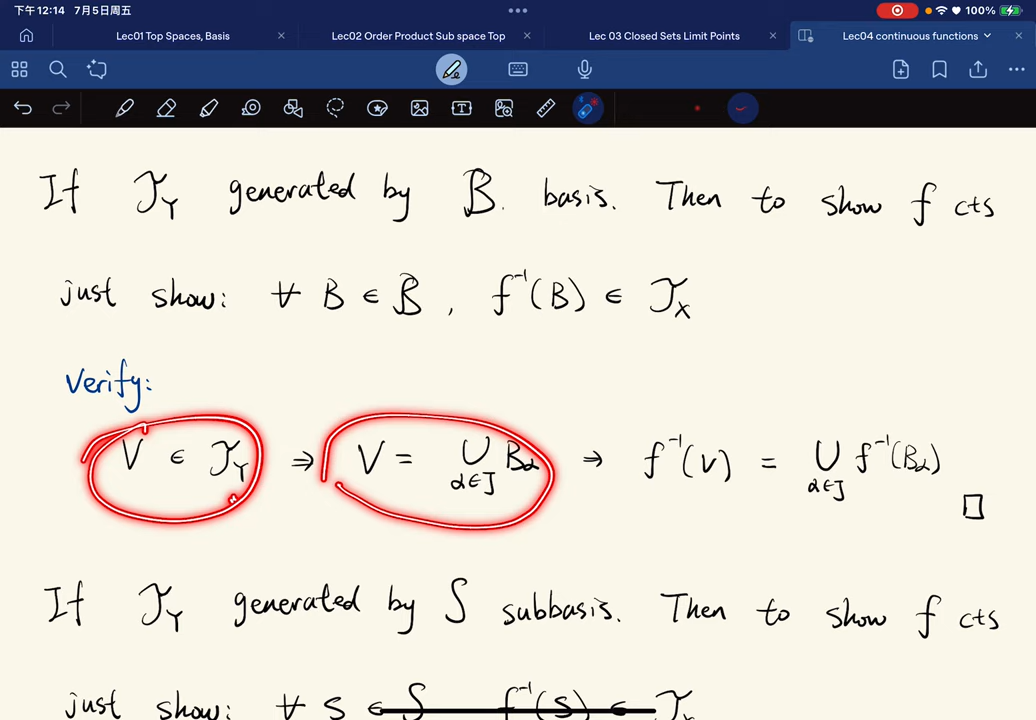 下午12:14 7月5日周五
100%
Lec01 Top Spaces, Basis
Lec02 Order Product Sub space Top
Lec 03 Closed Sets Limit Points
Lec04 continuous functions
If 𝒯_Y generated by ℬ basis. Then to show f cts
just show: ∀ B ∈ ℬ, f⁻¹(B) ∈ 𝒯_X
Verify:
V ∈ 𝒯_Y ⇒ V = ∪_{α∈J} B_α ⇒ f⁻¹(V) = ∪_{α∈J} f⁻¹(B_α) □
If 𝒯_Y generated by S subbasis. Then to show f cts
just show: ∀ S ∈ S f⁻¹(S) ∈ 𝒯_X